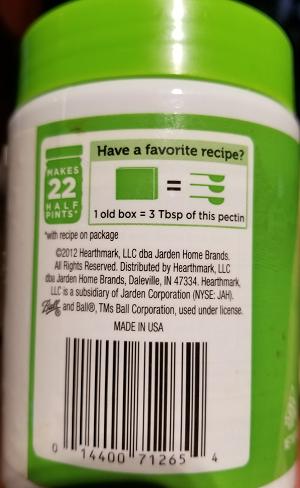 MAKES
22
HALF
PINTS*
Have a favorite recipe?
=
1 old box = 3 Tbsp of this pectin
*with recipe on package
©2012 Hearthmark, LLC dba Jarden Home Brands.
All Rights Reserved. Distributed by Hearthmark, LLC
dba Jarden Home Brands, Daleville, IN 47334. Hearthmark,
LLC is a subsidiary of Jarden Corporation (NYSE: JAH).
Ball and Ball®, TMs Ball Corporation, used under license.
MADE IN USA
0 14400 71265 4